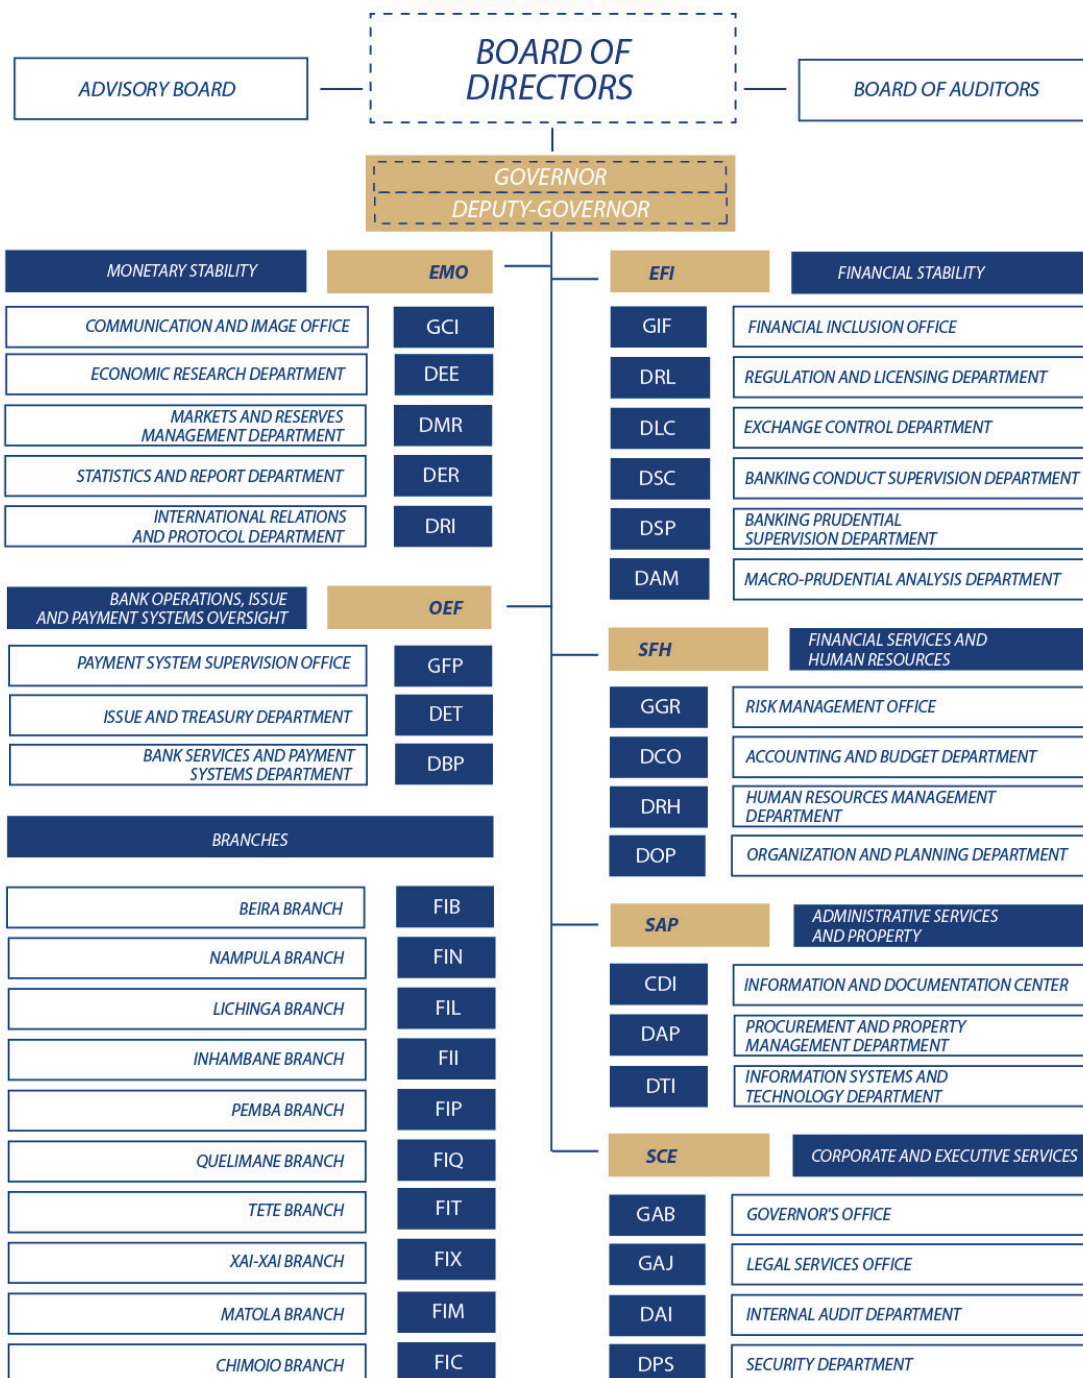 BOARD OF
DIRECTORS
ADVISORY BOARD
BOARD OF AUDITORS
GOVERNOR
DEPUTY-GOVERNOR
MONETARY STABILITY
EMO
COMMUNICATION AND IMAGE OFFICE
GCI
ECONOMIC RESEARCH DEPARTMENT
DEE
MARKETS AND RESERVES
MANAGEMENT DEPARTMENT
DMR
STATISTICS AND REPORT DEPARTMENT
DER
INTERNATIONAL RELATIONS
AND PROTOCOL DEPARTMENT
DRI
BANK OPERATIONS, ISSUE
AND PAYMENT SYSTEMS OVERSIGHT
OEF
PAYMENT SYSTEM SUPERVISION OFFICE
GFP
ISSUE AND TREASURY DEPARTMENT
DET
BANK SERVICES AND PAYMENT
SYSTEMS DEPARTMENT
DBP
BRANCHES
BEIRA BRANCH
FIB
NAMPULA BRANCH
FIN
LICHINGA BRANCH
FIL
INHAMBANE BRANCH
FII
PEMBA BRANCH
FIP
QUELIMANE BRANCH
FIQ
TETE BRANCH
FIT
XAI-XAI BRANCH
FIX
MATOLA BRANCH
FIM
CHIMOIO BRANCH
FIC
EFI
FINANCIAL STABILITY
GIF
FINANCIAL INCLUSION OFFICE
DRL
REGULATION AND LICENSING DEPARTMENT
DLC
EXCHANGE CONTROL DEPARTMENT
DSC
BANKING CONDUCT SUPERVISION DEPARTMENT
DSP
BANKING PRUDENTIAL
SUPERVISION DEPARTMENT
DAM
MACRO-PRUDENTIAL ANALYSIS DEPARTMENT
SFH
FINANCIAL SERVICES AND
HUMAN RESOURCES
GGR
RISK MANAGEMENT OFFICE
DCO
ACCOUNTING AND BUDGET DEPARTMENT
DRH
HUMAN RESOURCES MANAGEMENT
DEPARTMENT
DOP
ORGANIZATION AND PLANNING DEPARTMENT
SAP
ADMINISTRATIVE SERVICES
AND PROPERTY
CDI
INFORMATION AND DOCUMENTATION CENTER
DAP
PROCUREMENT AND PROPERTY
MANAGEMENT DEPARTMENT
DTI
INFORMATION SYSTEMS AND
TECHNOLOGY DEPARTMENT
SCE
CORPORATE AND EXECUTIVE SERVICES
GAB
GOVERNOR'S OFFICE
GAJ
LEGAL SERVICES OFFICE
DAI
INTERNAL AUDIT DEPARTMENT
DPS
SECURITY DEPARTMENT